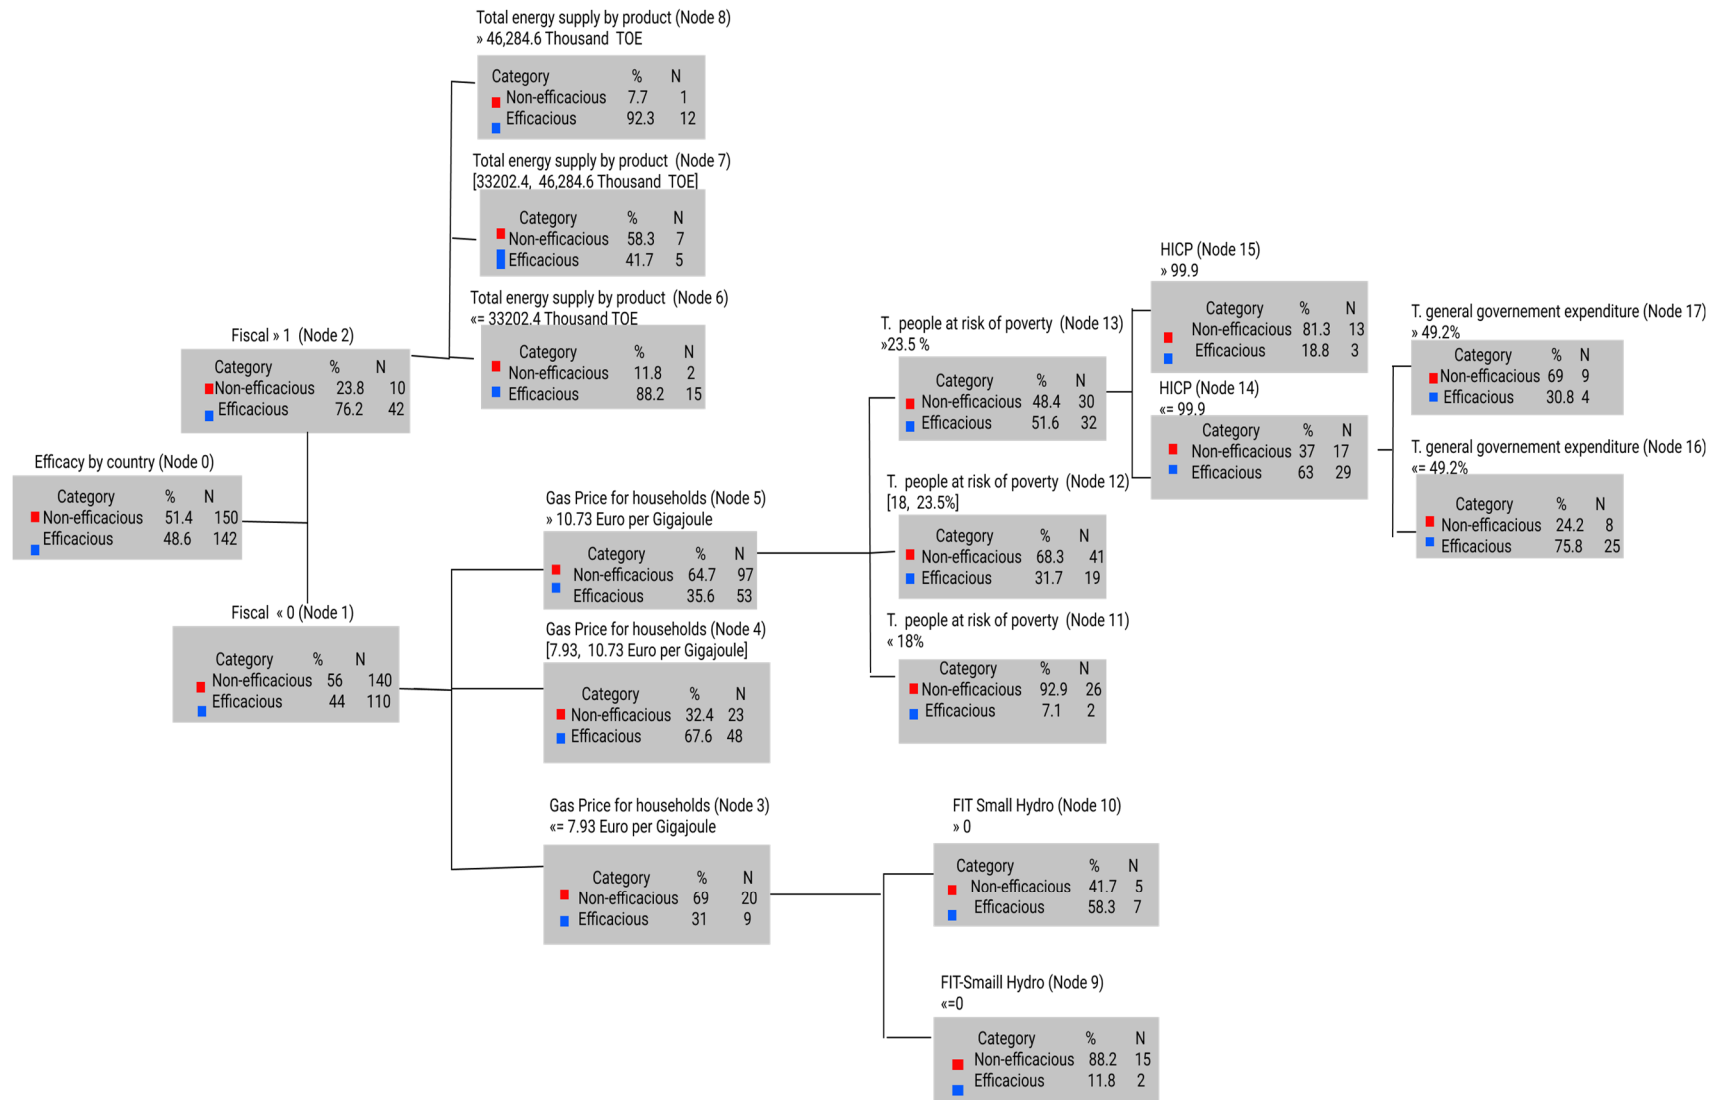 Total energy supply by product (Node 8)
» 46,284.6 Thousand TOE
Category % N
Non-efficacious 7.7 1
Efficacious 92.3 12
Total energy supply by product (Node 7)
[33202.4, 46,284.6 Thousand TOE]
Category % N
Non-efficacious 58.3 7
Efficacious 41.7 5
Total energy supply by product (Node 6)
«= 33202.4 Thousand TOE
Category % N
Non-efficacious 11.8 2
Efficacious 88.2 15
Fiscal » 1 (Node 2)
Category % N
Non-efficacious 23.8 10
Efficacious 76.2 42
Efficacy by country (Node 0)
Category % N
Non-efficacious 51.4 150
Efficacious 48.6 142
Fiscal « 0 (Node 1)
Category % N
Non-efficacious 56 140
Efficacious 44 110
Gas Price for households (Node 5)
» 10.73 Euro per Gigajoule
Category % N
Non-efficacious 64.7 97
Efficacious 35.6 53
Gas Price for households (Node 4)
[7.93, 10.73 Euro per Gigajoule]
Category % N
Non-efficacious 32.4 23
Efficacious 67.6 48
Gas Price for households (Node 3)
«= 7.93 Euro per Gigajoule
Category % N
Non-efficacious 69 20
Efficacious 31 9
T. people at risk of poverty (Node 13)
»23.5 %
Category % N
Non-efficacious 48.4 30
Efficacious 51.6 32
T. people at risk of poverty (Node 12)
[18, 23.5%]
Category % N
Non-efficacious 68.3 41
Efficacious 31.7 19
T. people at risk of poverty (Node 11)
« 18%
Category % N
Non-efficacious 92.9 26
Efficacious 7.1 2
FIT Small Hydro (Node 10)
» 0
Category % N
Non-efficacious 41.7 5
Efficacious 58.3 7
FIT-Smaill Hydro (Node 9)
«=0
Category % N
Non-efficacious 88.2 15
Efficacious 11.8 2
HICP (Node 15)
» 99.9
Category % N
Non-efficacious 81.3 13
Efficacious 18.8 3
HICP (Node 14)
«= 99.9
Category % N
Non-efficacious 37 17
Efficacious 63 29
T. general governement expenditure (Node 17)
» 49.2%
Category % N
Non-efficacious 69 9
Efficacious 30.8 4
T. general governement expenditure (Node 16)
«= 49.2%
Category % N
Non-efficacious 24.2 8
Efficacious 75.8 25